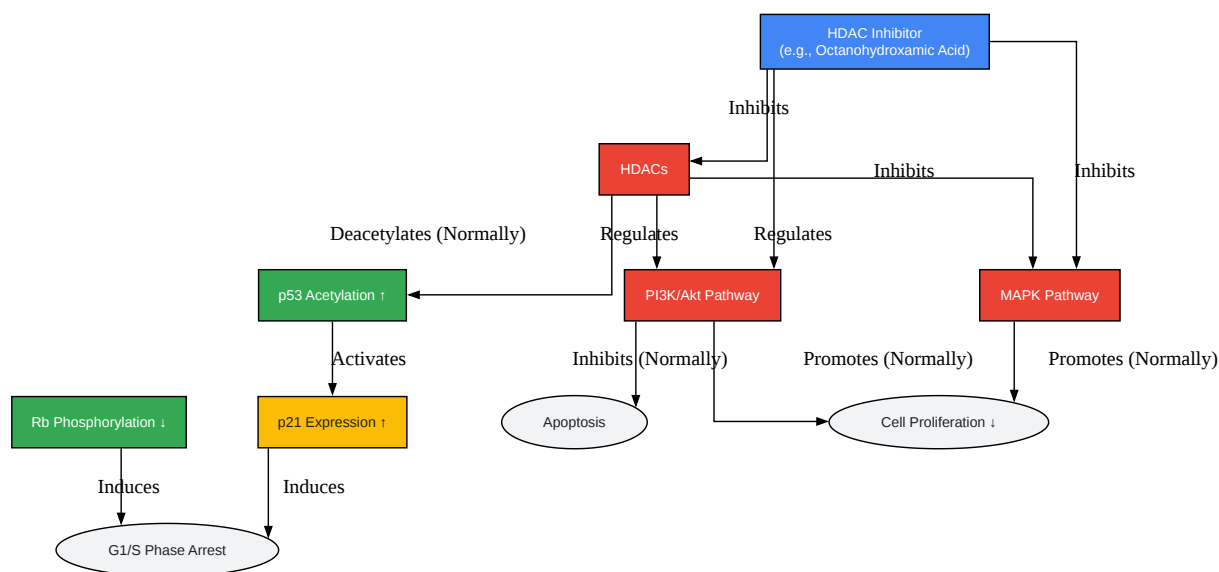 HDAC Inhibitor
(e.g., Octanohydroxamic Acid)
Inhibits
HDACs
Inhibits
Inhibits
Deacetylates (Normally)
Regulates
Regulates
p53 Acetylation ↑
PI3K/Akt Pathway
MAPK Pathway
Activates
Inhibits (Normally)
Promotes (Normally)
Promotes (Normally)
Rb Phosphorylation ↓
p21 Expression ↑
Apoptosis
Cell Proliferation ↓
Induces
Induces
G1/S Phase Arrest